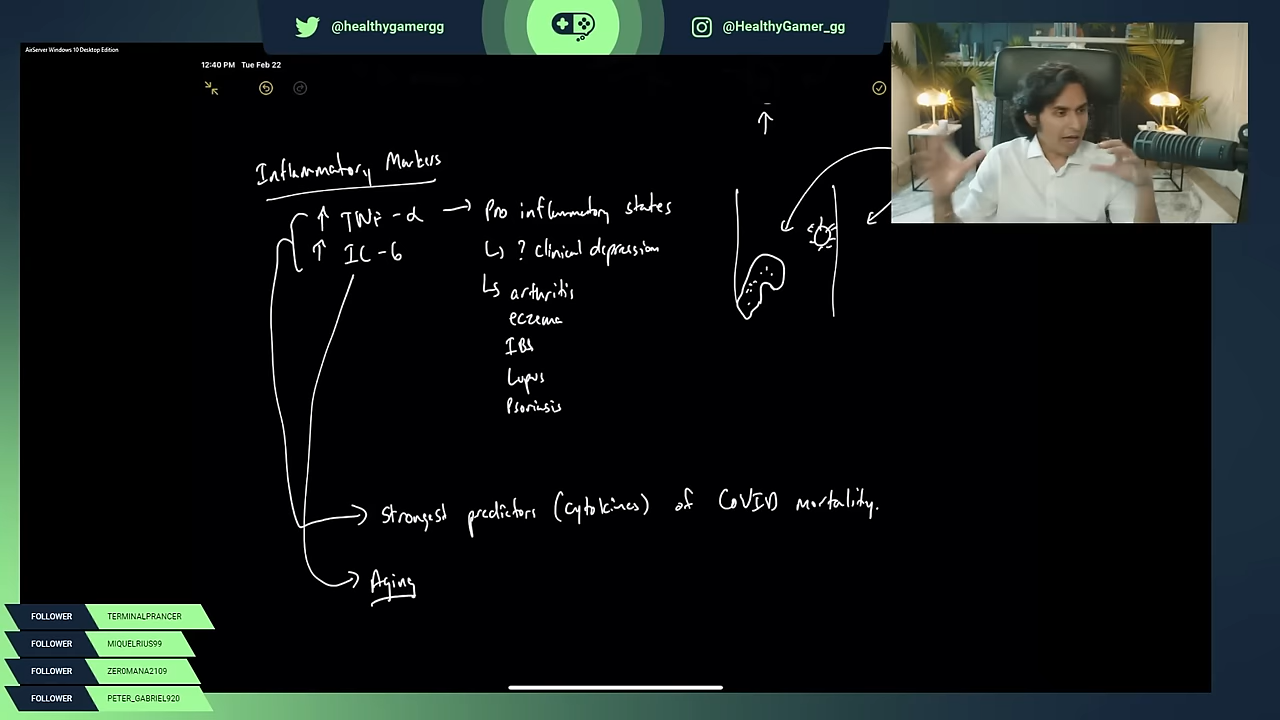 @healthygamergg
@HealthyGamer_gg
AirServer Windows 10 Desktop Edition
12:40 PM Tue Feb 22
Inflammatory Markers
↑ TNF-α → Pro inflammatory states
↑ IL-6
↳ ? clinical depression
↳ arthritis
eczema
IBS
Lupus
Psoriasis
→ Strongest predictors (cytokines) of COVID mortality.
→ Aging
FOLLOWER TERMINALPRANCER
FOLLOWER MIQUELRIUS99
FOLLOWER ZER0MANA2109
FOLLOWER PETER_GABRIEL920